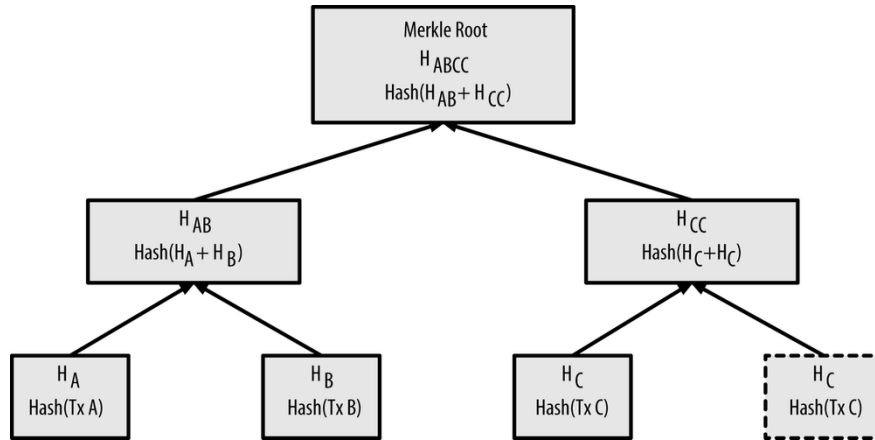 Merkle Root
H ABCC
Hash(H AB + H CC)
H AB
Hash(H A + H B)
H CC
Hash(H C+H C)
H A
Hash(Tx A)
H B
Hash(Tx B)
H C
Hash(Tx C)
H C
Hash(Tx C)